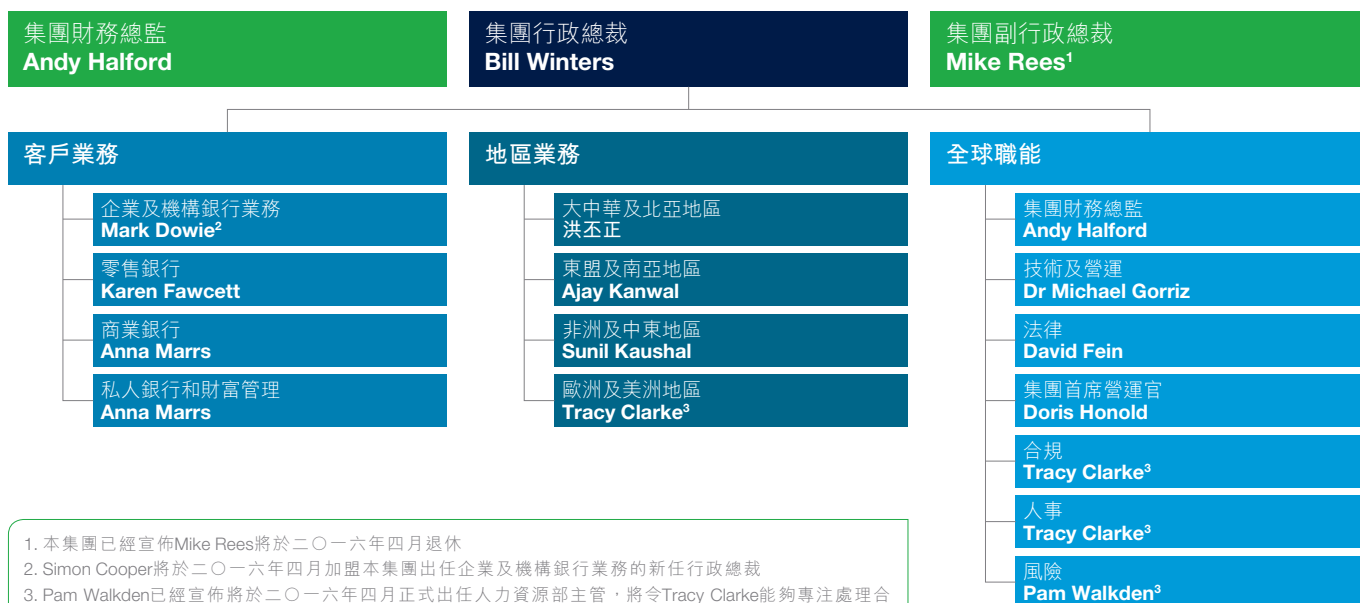 集團財務總監
Andy Halford
集團行政總裁
Bill Winters
集團副行政總裁
Mike Rees¹
客戶業務
企業及機構銀行業務
Mark Dowie²
零售銀行
Karen Fawcett
商業銀行
Anna Marrs
私人銀行和財富管理
Anna Marrs
地區業務
大中華及北亞地區
洪丕正
東盟及南亞地區
Ajay Kanwal
非洲及中東地區
Sunil Kaushal
歐洲及美洲地區
Tracy Clarke³
全球職能
集團財務總監
Andy Halford
技術及營運
Dr Michael Gorriz
法律
David Fein
集團首席營運官
Doris Honold
合規
Tracy Clarke³
人事
Tracy Clarke³
風險
Pam Walkden³
1. 本集團已經宣佈Mike Rees將於二○一六年四月退休
2. Simon Cooper將於二○一六年四月加盟本集團出任企業及機構銀行業務的新任行政總裁
3. Pam Walkden已經宣佈將於二○一六年四月正式出任人力資源部主管，將令Tracy Clarke能夠專注處理合